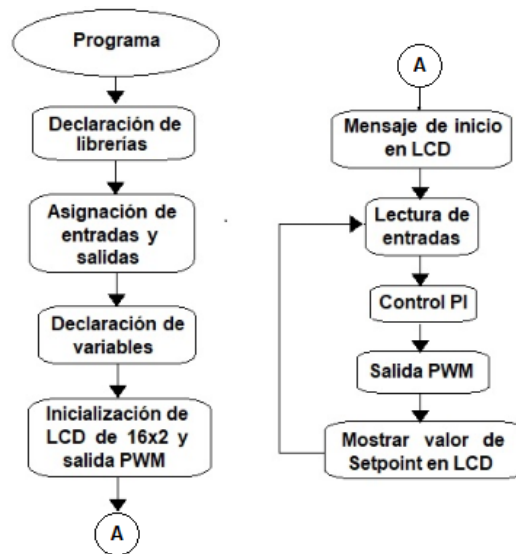 Programa
Declaración de
librerías
Asignación de
entradas y
salidas
Declaración de
variables
Inicialización de
LCD de 16x2 y
salida PWM
A
A
Mensaje de inicio
en LCD
Lectura de
entradas
Control PI
Salida PWM
Mostrar valor de
Setpoint en LCD